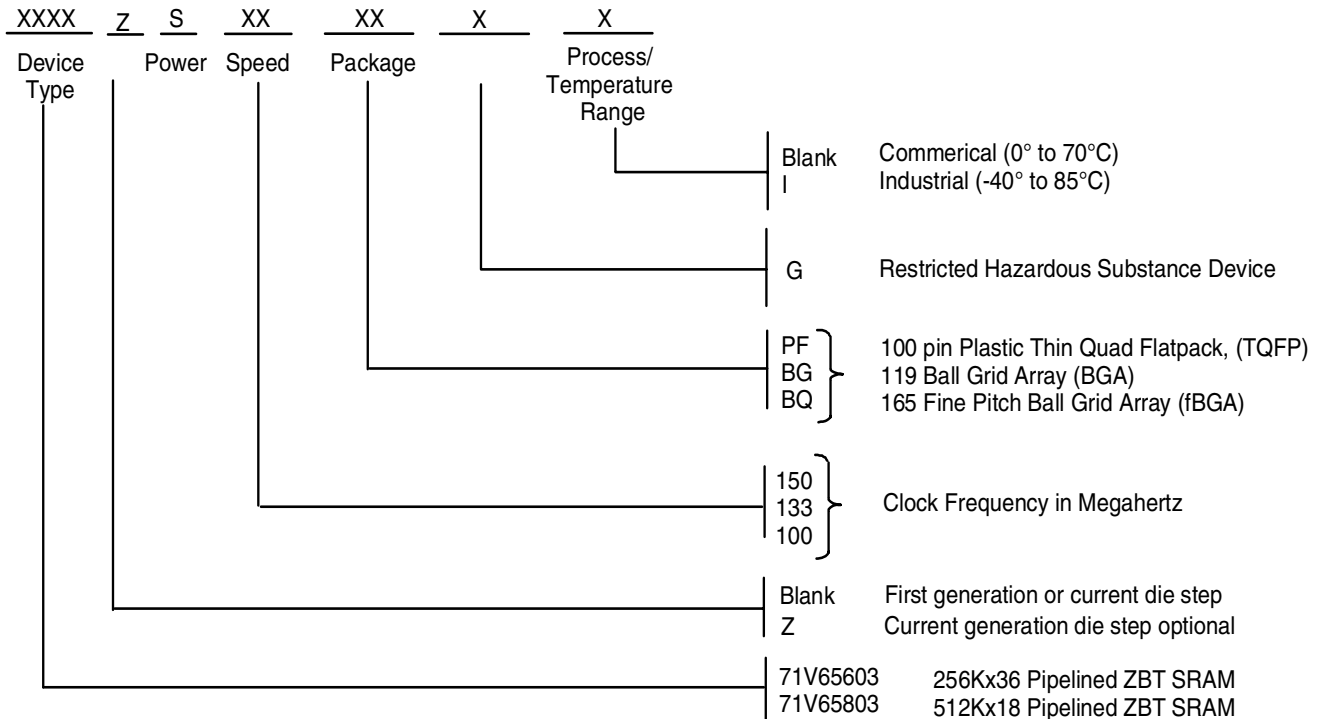 XXXX Z S XX XX X X
Device Type
Power
Speed
Package
Process/
Temperature
Range
Blank Commerical (0° to 70°C)
I Industrial (-40° to 85°C)
G Restricted Hazardous Substance Device
PF 100 pin Plastic Thin Quad Flatpack, (TQFP)
BG 119 Ball Grid Array (BGA)
BQ 165 Fine Pitch Ball Grid Array (fBGA)
150
133 Clock Frequency in Megahertz
100
Blank First generation or current die step
Z Current generation die step optional
71V65603 256Kx36 Pipelined ZBT SRAM
71V65803 512Kx18 Pipelined ZBT SRAM